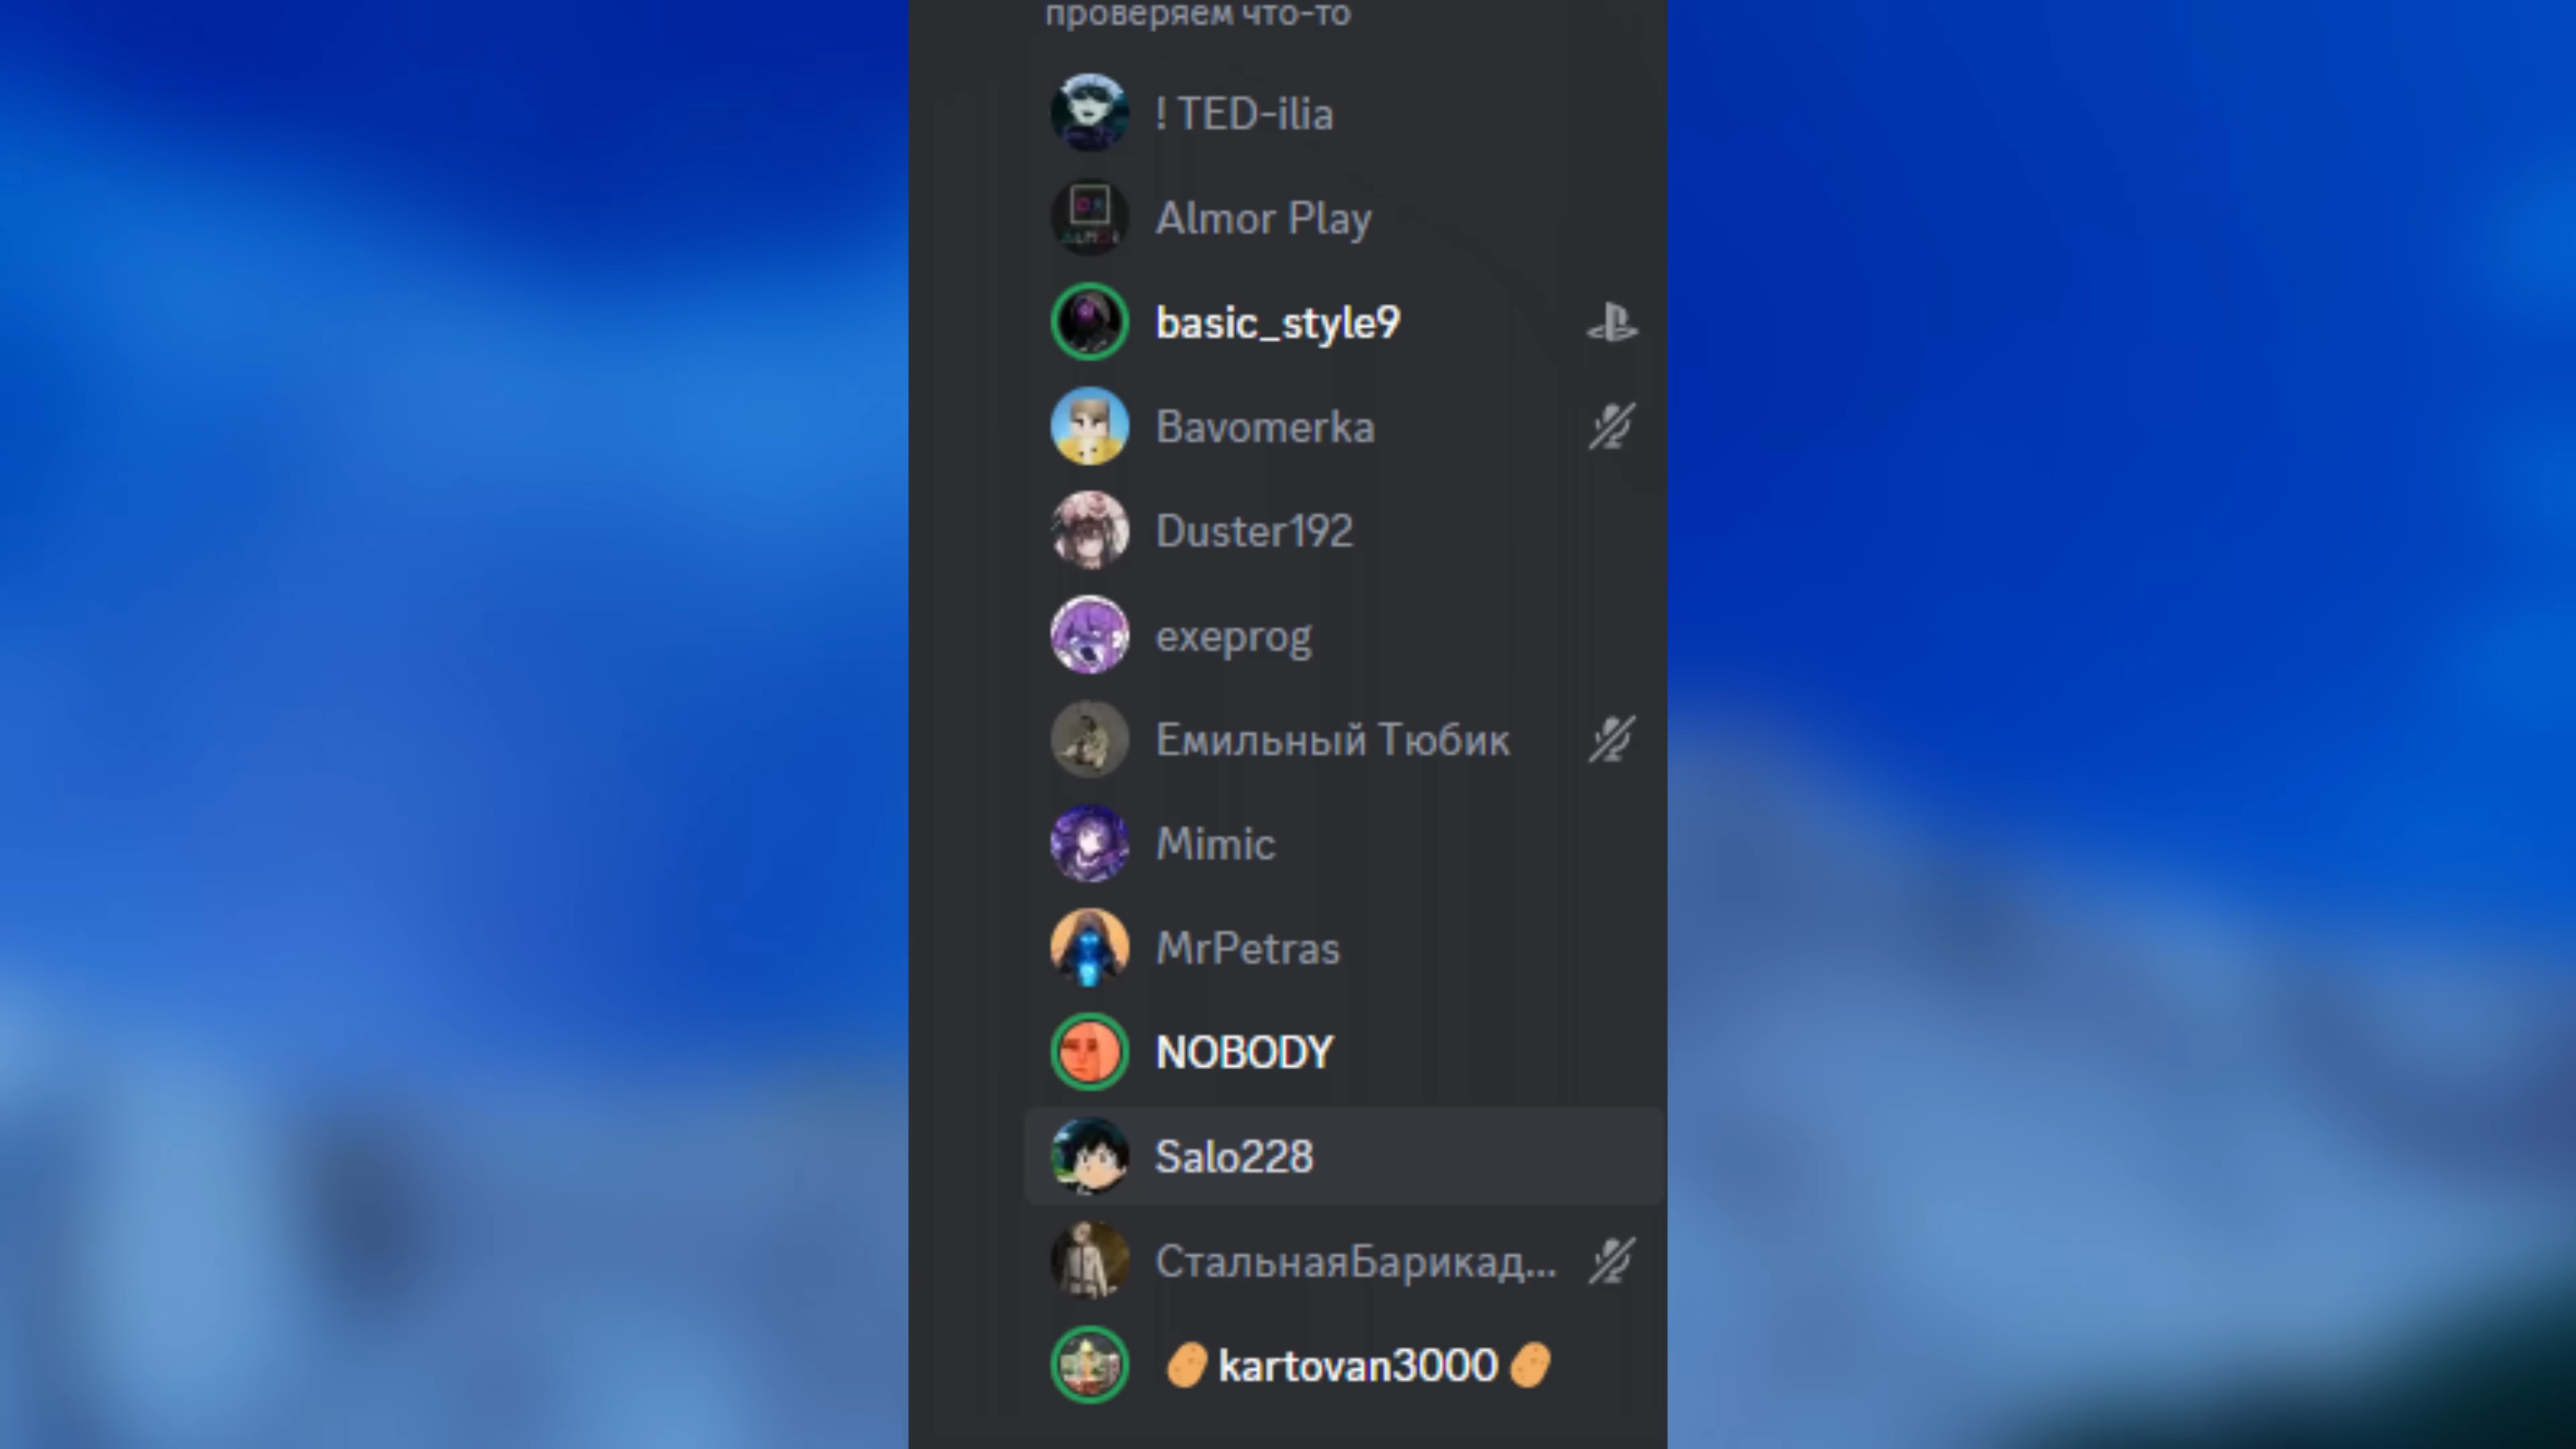 проверяем что-то
! TED-ilia
Almor Play
basic_style9
Bavomerka
Duster192
exeprog
Емильный Тюбик
Mimic
MrPetras
NOBODY
Salo228
СтальнаяБарикад...
🥔 kartovan3000 🥔